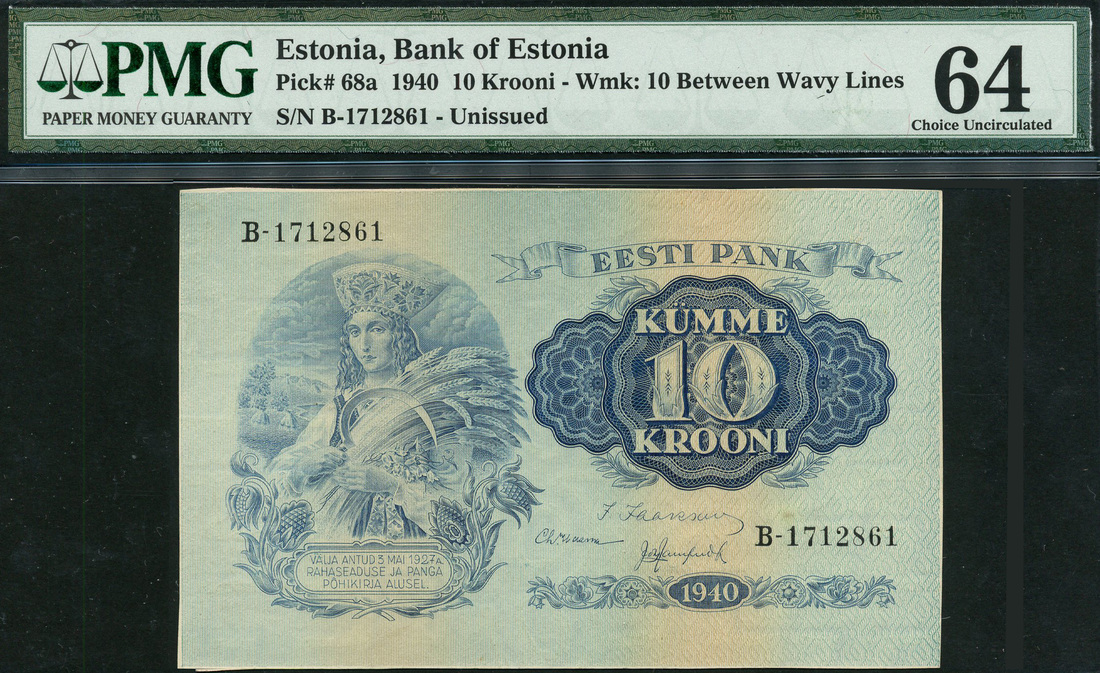 PMG
PAPER MONEY GUARANTY
Estonia, Bank of Estonia
Pick# 68a 1940 10 Krooni - Wmk: 10 Between Wavy Lines
S/N B-1712861 - Unissued
64
Choice Uncirculated
B-1712861
EESTI PANK
KÜMME
10
KROONI
B-1712861
VÄLJA ANTUD 3 MAI 1927 a.
RAHASEADUSE JA PANGA
PÕHIKIRJA ALUSEL.
1940